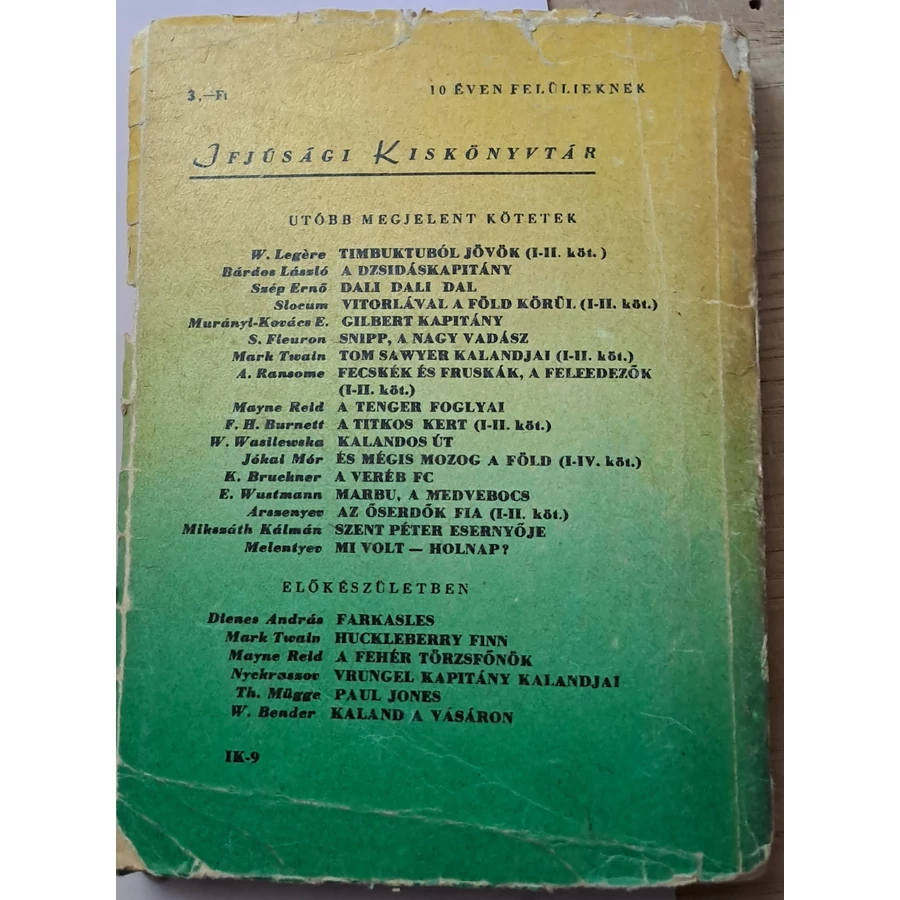 3,—Ft
10 ÉVEN FELÜLIEKNEK
IFJÚSÁGI KISKÖNYVTÁR
UTÓBB MEGJELENT KÖTETEK
W. Legère TIMBUKTUBÓL JÖVÖK (I-II. köt.)
Bárdos László A DZSIDÁSKAPITÁNY
Szép Ernő DALI DALI DAL
Slocum VITORLÁVAL A FÖLD KÖRÜL (I-II. köt.)
Murányi-Kovács E. GILBERT KAPITÁNY
S. Fleuron SNIPP, A NAGY VADÁSZ
Mark Twain TOM SAWYER KALANDJAI (I-II. köt.)
A. Ransome FECSKÉK ÉS FRUSKÁK, A FELFEDEZŐK
(I-II. köt.)
Mayne Reid A TENGER FOGLYAI
F. H. Burnett A TITKOS KERT (I-II. köt.)
W. Wasilewska KALANDOS ÚT
Jókai Mór ÉS MÉGIS MOZOG A FÖLD (I-IV. köt.)
K. Bruckner A VERÉB FC
E. Wustmann MARBU, A MEDVEBOCS
Arszenyev AZ ŐSERDŐK FIA (I-II. köt.)
Mikszáth Kálmán SZENT PÉTER ESERNYŐJE
Melentyev MI VOLT — HOLNAP?
ELŐKÉSZÜLETBEN
Dienes András FARKASLES
Mark Twain HUCKLEBERRY FINN
Mayne Reid A FEHÉR TÖRZSFŐNÖK
Nyekraszov VRUNGEL KAPITÁNY KALANDJAI
Th. Mügge PAUL JONES
W. Bender KALAND A VÁSÁRON
IK-9